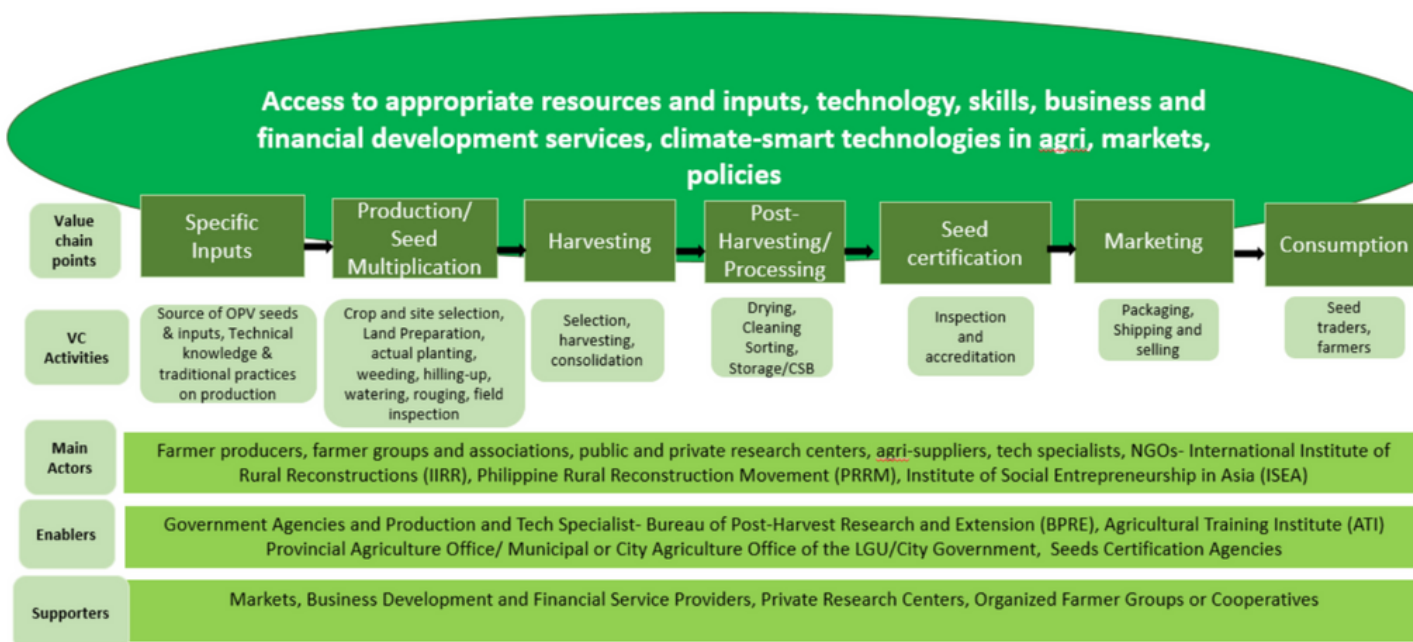 Access to appropriate resources and inputs, technology, skills, business and
financial development services, climate-smart technologies in agri, markets,
policies
Value
chain
points
Specific
Inputs
Production/
Seed
Multiplication
Harvesting
Post-
Harvesting/
Processing
Seed
certification
Marketing
Consumption
VC
Activities
Source of OPV seeds
& inputs, Technical
knowledge &
traditional practices
on production
Crop and site selection,
Land Preparation,
actual planting,
weeding, hilling-up,
watering, rouging, field
inspection
Selection,
harvesting,
consolidation
Drying,
Cleaning
Sorting,
Storage/CSB
Inspection
and
accreditation
Packaging,
Shipping and
selling
Seed
traders,
farmers
Main
Actors
Farmer producers, farmer groups and associations, public and private research centers, agri-suppliers, tech specialists, NGOs- International Institute of
Rural Reconstructions (IIRR), Philippine Rural Reconstruction Movement (PRRM), Institute of Social Entrepreneurship in Asia (ISEA)
Enablers
Government Agencies and Production and Tech Specialist- Bureau of Post-Harvest Research and Extension (BPRE), Agricultural Training Institute (ATI)
Provincial Agriculture Office/ Municipal or City Agriculture Office of the LGU/City Government, Seeds Certification Agencies
Supporters
Markets, Business Development and Financial Service Providers, Private Research Centers, Organized Farmer Groups or Cooperatives